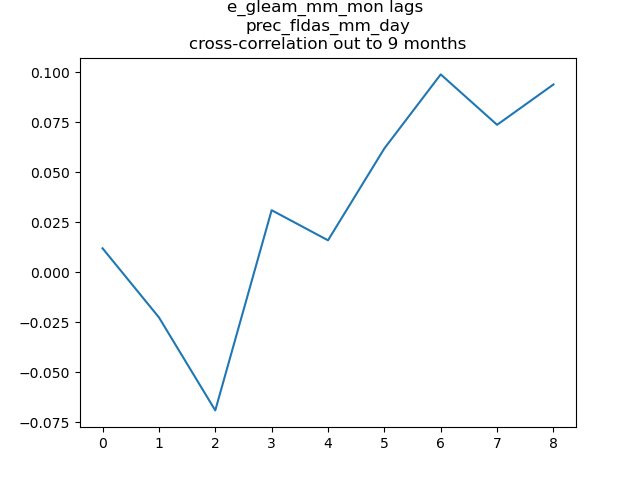 e_gleam_mm_mon lags
prec_fldas_mm_day
cross-correlation out to 9 months
0.100
0.075
0.050
0.025
0.000
−0.025
−0.050
−0.075
0 1 2 3 4 5 6 7 8